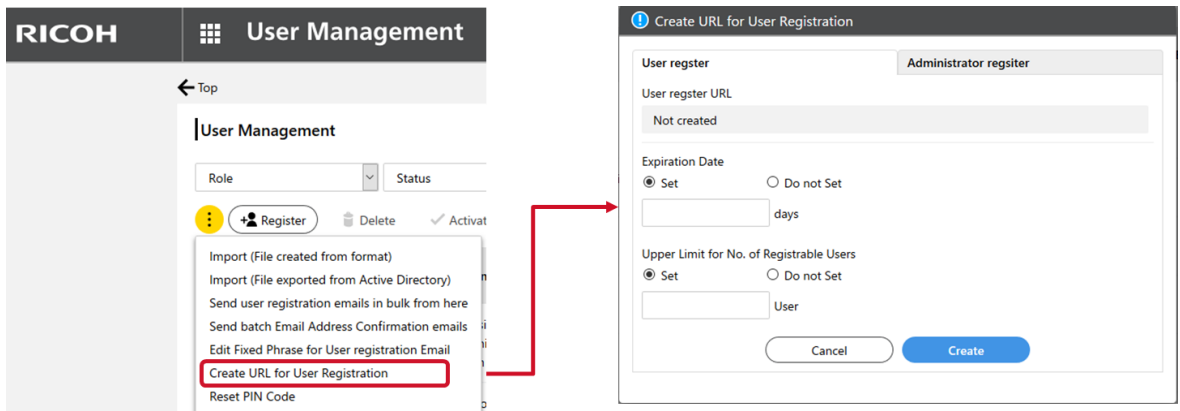 RICOH
User Management
Top
User Management
Role
Status
Register
Delete
Import (File created from format)
Import (File exported from Active Directory)
Send user registration emails in bulk from here
Send batch Email Address Confirmation emails
Edit Fixed Phrase for User registration Email
Create URL for User Registration
Reset PIN Code
Create URL for User Registration
User regster
Administrator regsiter
User regster URL
Not created
Expiration Date
Set
Do not Set
days
Upper Limit for No. of Registrable Users
Set
Do not Set
User
Cancel
Create